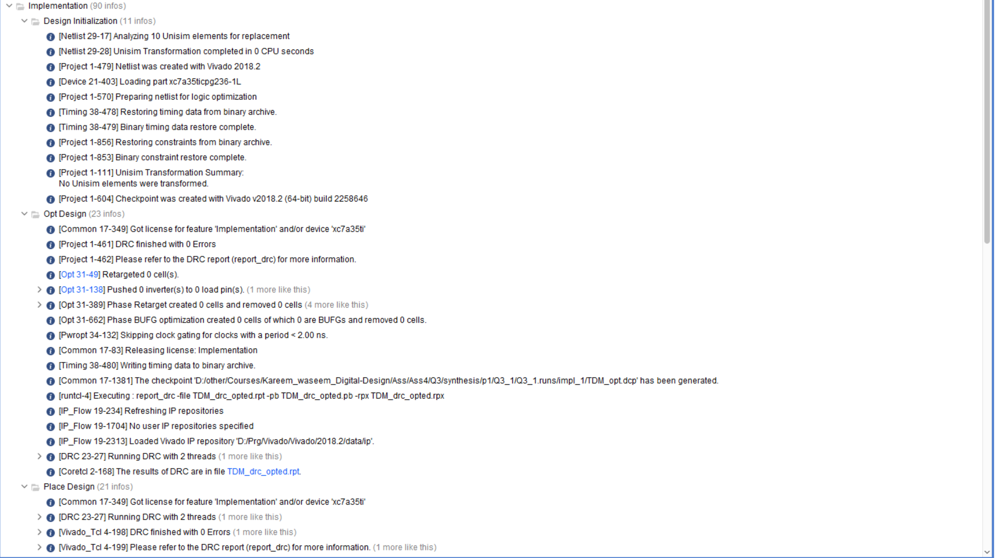 Implementation (90 infos)
Design Initialization (11 infos)
[Netlist 29-17] Analyzing 10 Unisim elements for replacement
[Netlist 29-28] Unisim Transformation completed in 0 CPU seconds
[Project 1-479] Netlist was created with Vivado 2018.2
[Device 21-403] Loading part xc7a35ticpg236-1L
[Project 1-570] Preparing netlist for logic optimization
[Timing 38-478] Restoring timing data from binary archive.
[Timing 38-479] Binary timing data restore complete.
[Project 1-856] Restoring constraints from binary archive.
[Project 1-853] Binary constraint restore complete.
[Project 1-111] Unisim Transformation Summary:
No Unisim elements were transformed.
[Project 1-604] Checkpoint was created with Vivado v2018.2 (64-bit) build 2258646
Opt Design (23 infos)
[Common 17-349] Got license for feature 'Implementation' and/or device 'xc7a35ti'
[Project 1-461] DRC finished with 0 Errors
[Project 1-462] Please refer to the DRC report (report_drc) for more information.
[Opt 31-49] Retargeted 0 cell(s).
[Opt 31-138] Pushed 0 inverter(s) to 0 load pin(s). (1 more like this)
[Opt 31-389] Phase Retarget created 0 cells and removed 0 cells (4 more like this)
[Opt 31-662] Phase BUFG optimization created 0 cells of which 0 are BUFGs and removed 0 cells.
[Pwropt 34-132] Skipping clock gating for clocks with a period < 2.00 ns.
[Common 17-83] Releasing license: Implementation
[Timing 38-480] Writing timing data to binary archive.
[Common 17-1381] The checkpoint 'D:/other/Courses/Kareem_waseem_Digital-Design/Ass/Ass4/Q3/synthesis/p1/Q3_1/Q3_1.runs/impl_1/TDM_opt.dcp' has been generated.
[runtcl-4] Executing : report_drc -file TDM_drc_opted.rpt -pb TDM_drc_opted.pb -rpx TDM_drc_opted.rpx
[IP_Flow 19-234] Refreshing IP repositories
[IP_Flow 19-1704] No user IP repositories specified
[IP_Flow 19-2313] Loaded Vivado IP repository 'D:/Prg/Vivado/Vivado/2018.2/data/ip'.
[DRC 23-27] Running DRC with 2 threads (1 more like this)
[Coretcl 2-168] The results of DRC are in file TDM_drc_opted.rpt.
Place Design (21 infos)
[Common 17-349] Got license for feature 'Implementation' and/or device 'xc7a35ti'
[DRC 23-27] Running DRC with 2 threads (1 more like this)
[Vivado_Tcl 4-198] DRC finished with 0 Errors (1 more like this)
[Vivado_Tcl 4-199] Please refer to the DRC report (report_drc) for more information. (1 more like this)